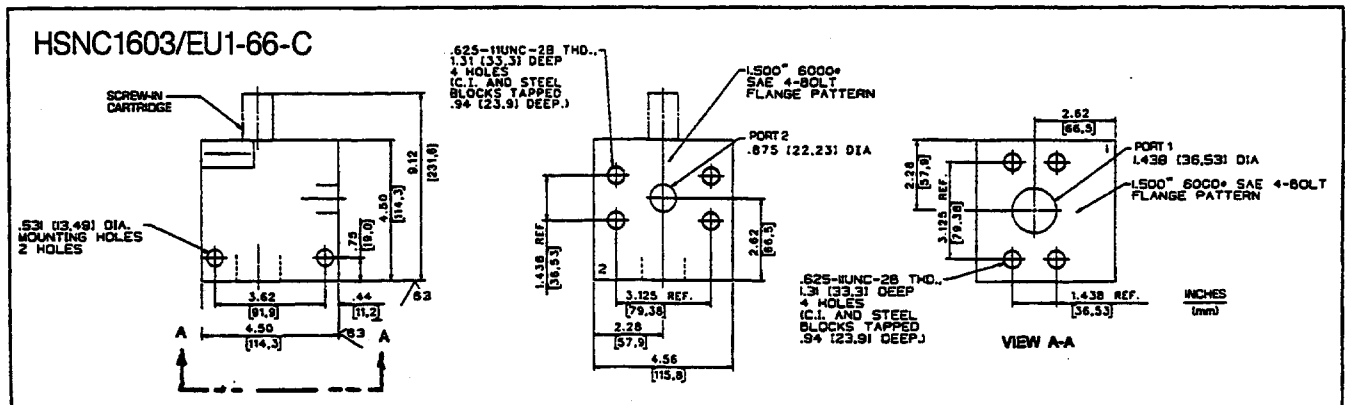 HSNC1603/EU1-66-C
SCREW-IN
CARTRIDGE
9.12
[231,6]
4.50
[114,3]
.75
[19,0]
.531 (13,49) DIA.
MOUNTING HOLES
2 HOLES
3.62
[91,9]
.44
[11,2]
63
4.50
[114,3]
63
A
A
.625-11UNC-2B THD.,
1.31 (33,3) DEEP
4 HOLES
(C.I. AND STEEL
BLOCKS TAPPED
.94 (23,9) DEEP.)
1.500" 6000#
SAE 4-BOLT
FLANGE PATTERN
PORT 2
.875 (22,23) DIA
1.438 REF.
[36,53]
2.62
[66,5]
2
3.125 REF.
[79,38]
2.28
[57,9]
4.56
[115,8]
2.62
[66,5]
1
2.28
[57,9]
3.125 REF.
[79,38]
PORT 1
1.438 (36,53) DIA
1.500" 6000# SAE 4-BOLT
FLANGE PATTERN
.625-11UNC-2B THD.,
1.31 (33,3) DEEP
4 HOLES
(C.I. AND STEEL
BLOCKS TAPPED
.94 (23,9) DEEP.)
1.438 REF.
[36,53]
INCHES
(mm)
VIEW A-A